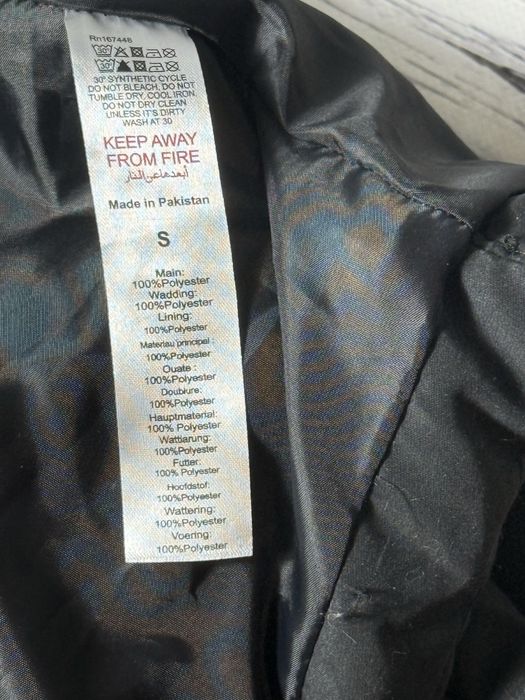 Rn167448
30° SYNTHETIC CYCLE
DO NOT BLEACH, DO NOT
TUMBLE DRY, COOL IRON
DO NOT DRY CLEAN
UNLESS IT'S DIRTY
WASH AT 30
KEEP AWAY
FROM FIRE
أبعدها عن النار
Made in Pakistan
S
Main:
100%Polyester
Wadding:
100%Polyester
Lining:
100%Polyester
Materiau principal :
100%Polyester
Ouate :
100%Polyester
Doublure:
100%Polyester
Hauptmaterial:
100% Polyester
Wattiarung:
100%Polyester
Futter:
100% Polyester
Hoofdstof:
100%Polyester
Wattering:
100%Polyester
Voering:
100%Polyester